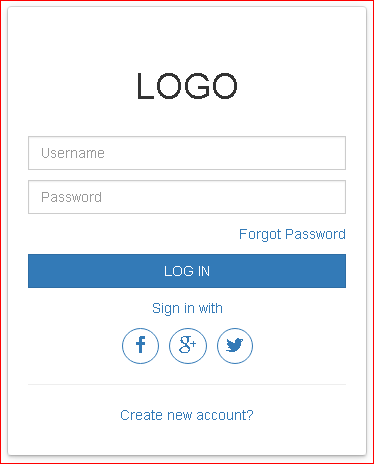 LOGO
Username
Password
Forgot Password
LOG IN
Sign in with
f g+
Create new account?